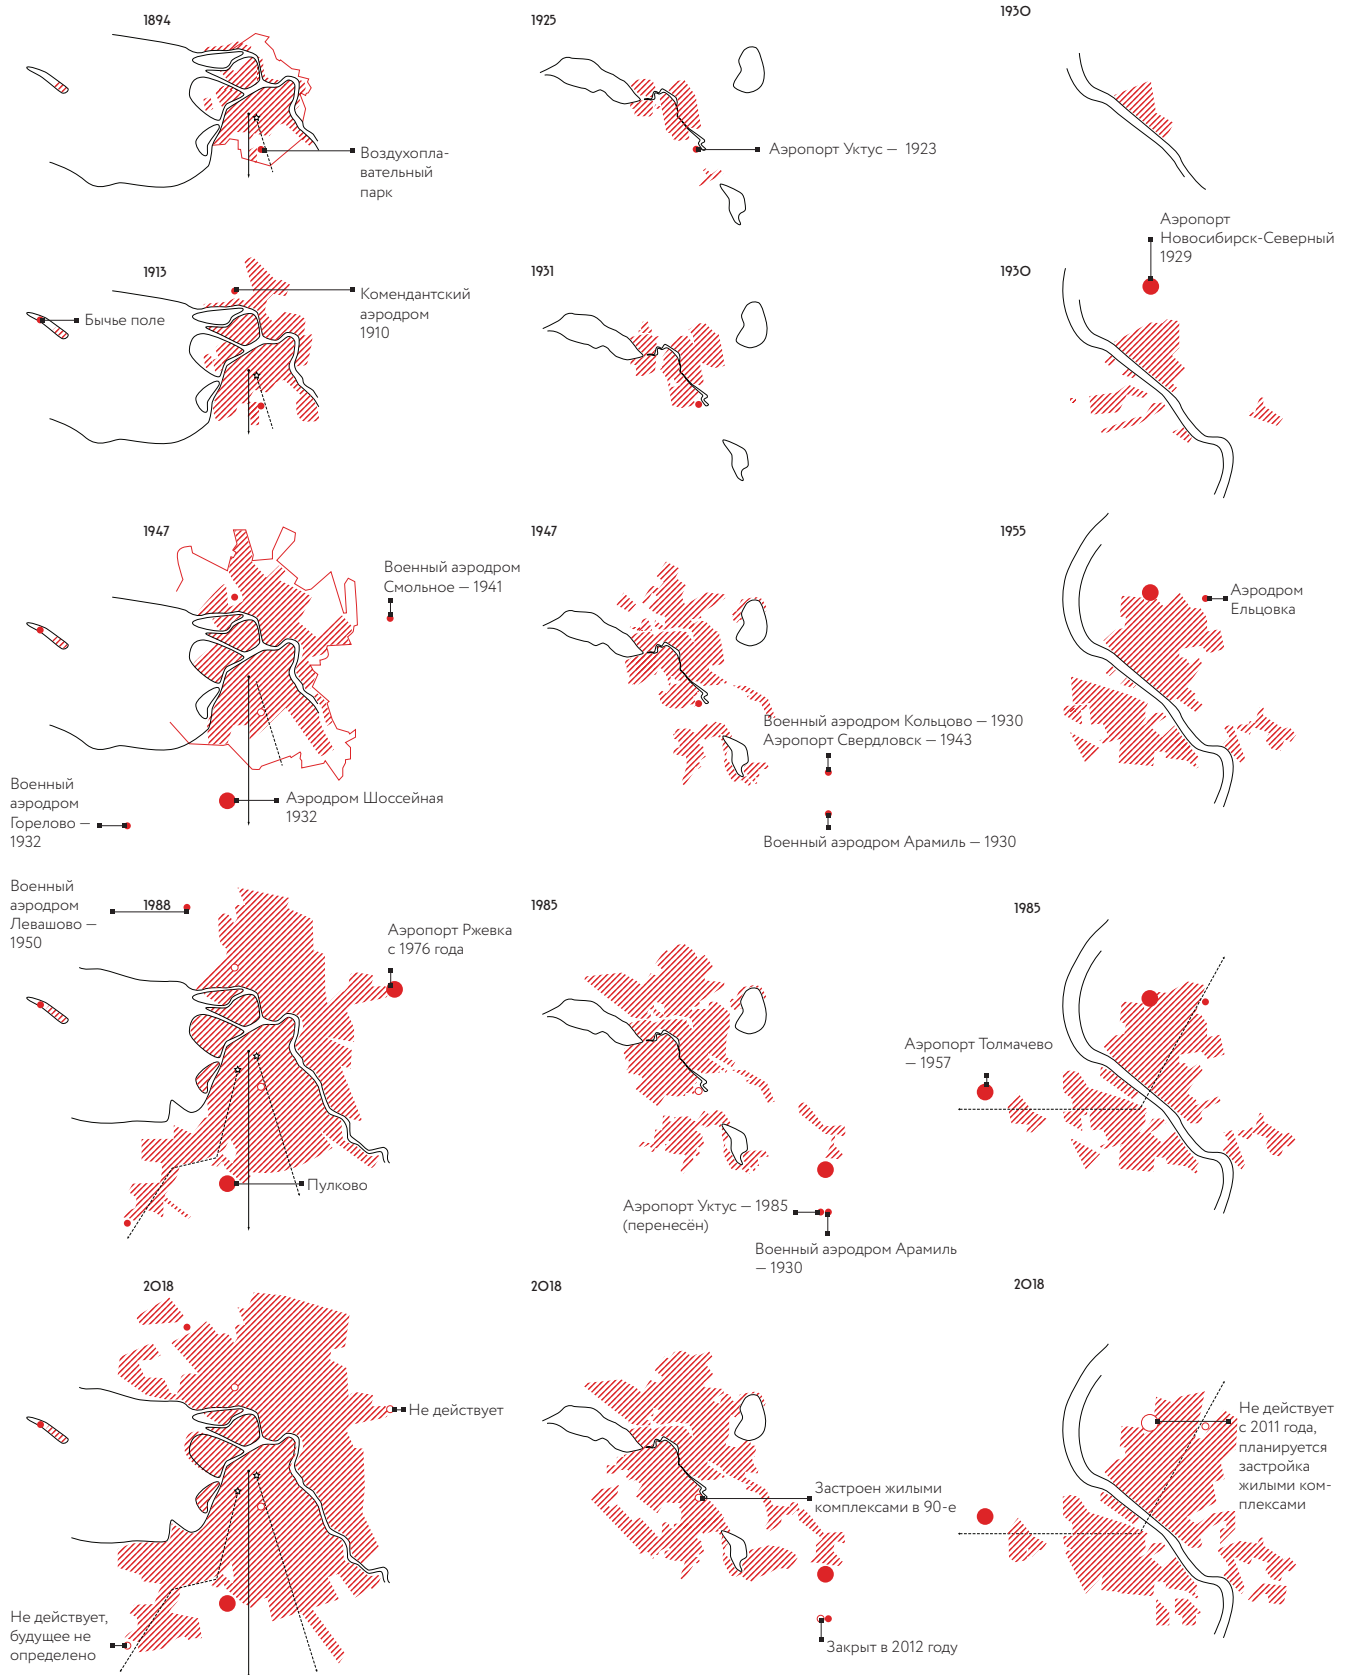 1894
1925
1930
Воздухопла-
вательный
парк
Аэропорт Уктус — 1923
Аэропорт
Новосибирск-Северный
1929
1913
1931
1930
Бычье поле
Комендантский
аэродром
1910
1947
1947
1955
Военный аэродром
Смольное — 1941
Аэродром
Ельцовка
Военный аэродром Кольцово — 1930
Аэропорт Свердловск — 1943
Военный
аэродром
Горелово —
1932
Аэродром Шоссейная
1932
Военный аэродром Арамиль — 1930
Военный
аэродром
Левашово —
1950
1988
1985
1985
Аэропорт Ржевка
с 1976 года
Аэропорт Толмачево
— 1957
Пулково
Аэропорт Уктус — 1985
(перенесён)
Военный аэродром Арамиль
— 1930
2018
2018
2018
Не действует
Не действует
с 2011 года,
планируется
застройка
жилыми ком-
плексами
Застроен жилыми
комплексами в 90-е
Не действует,
будущее не
определено
Закрыт в 2012 году